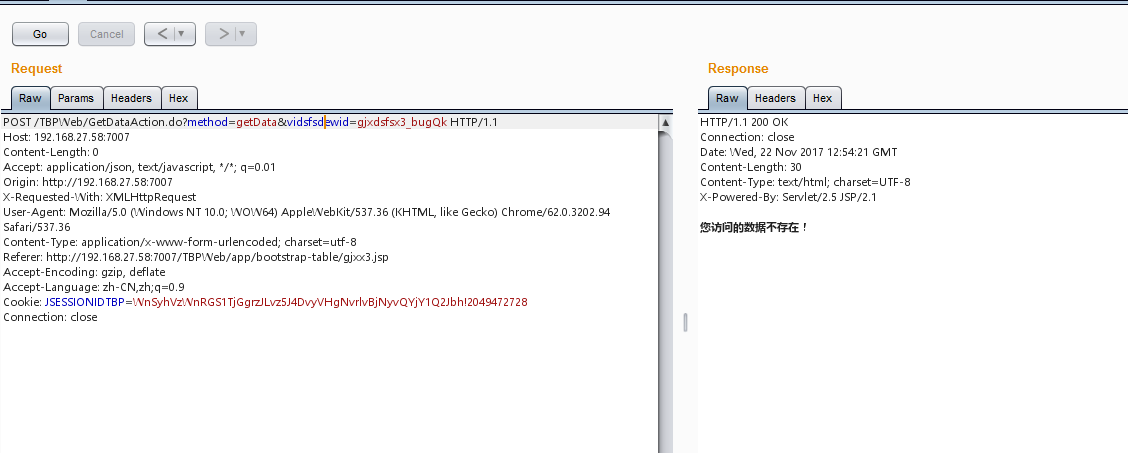 Go Cancel < > 
Request
Raw Params Headers Hex
POST /TBPWeb/GetDataAction.do?method=getData&vidsfsdewid=gjxdsfsx3_bugQk HTTP/1.1
Host: 192.168.27.58:7007
Content-Length: 0
Accept: application/json, text/javascript, */*; q=0.01
Origin: http://192.168.27.58:7007
X-Requested-With: XMLHttpRequest
User-Agent: Mozilla/5.0 (Windows NT 10.0; WOW64) AppleWebKit/537.36 (KHTML, like Gecko) Chrome/62.0.3202.94
Safari/537.36
Content-Type: application/x-www-form-urlencoded; charset=utf-8
Referer: http://192.168.27.58:7007/TBPWeb/app/bootstrap-table/gjxx3.jsp
Accept-Encoding: gzip, deflate
Accept-Language: zh-CN,zh;q=0.9
Cookie: JSESSIONIDTBP=WnSyhVzWnRGS1TjGgrzJLvz5J4DvyVHgNvrlvBjNyvQYjY1Q2Jbh!2049472728
Connection: close
Response
Raw Headers Hex
HTTP/1.1 200 OK
Connection: close
Date: Wed, 22 Nov 2017 12:54:21 GMT
Content-Length: 30
Content-Type: text/html; charset=UTF-8
X-Powered-By: Servlet/2.5 JSP/2.1
您访问的数据不存在！